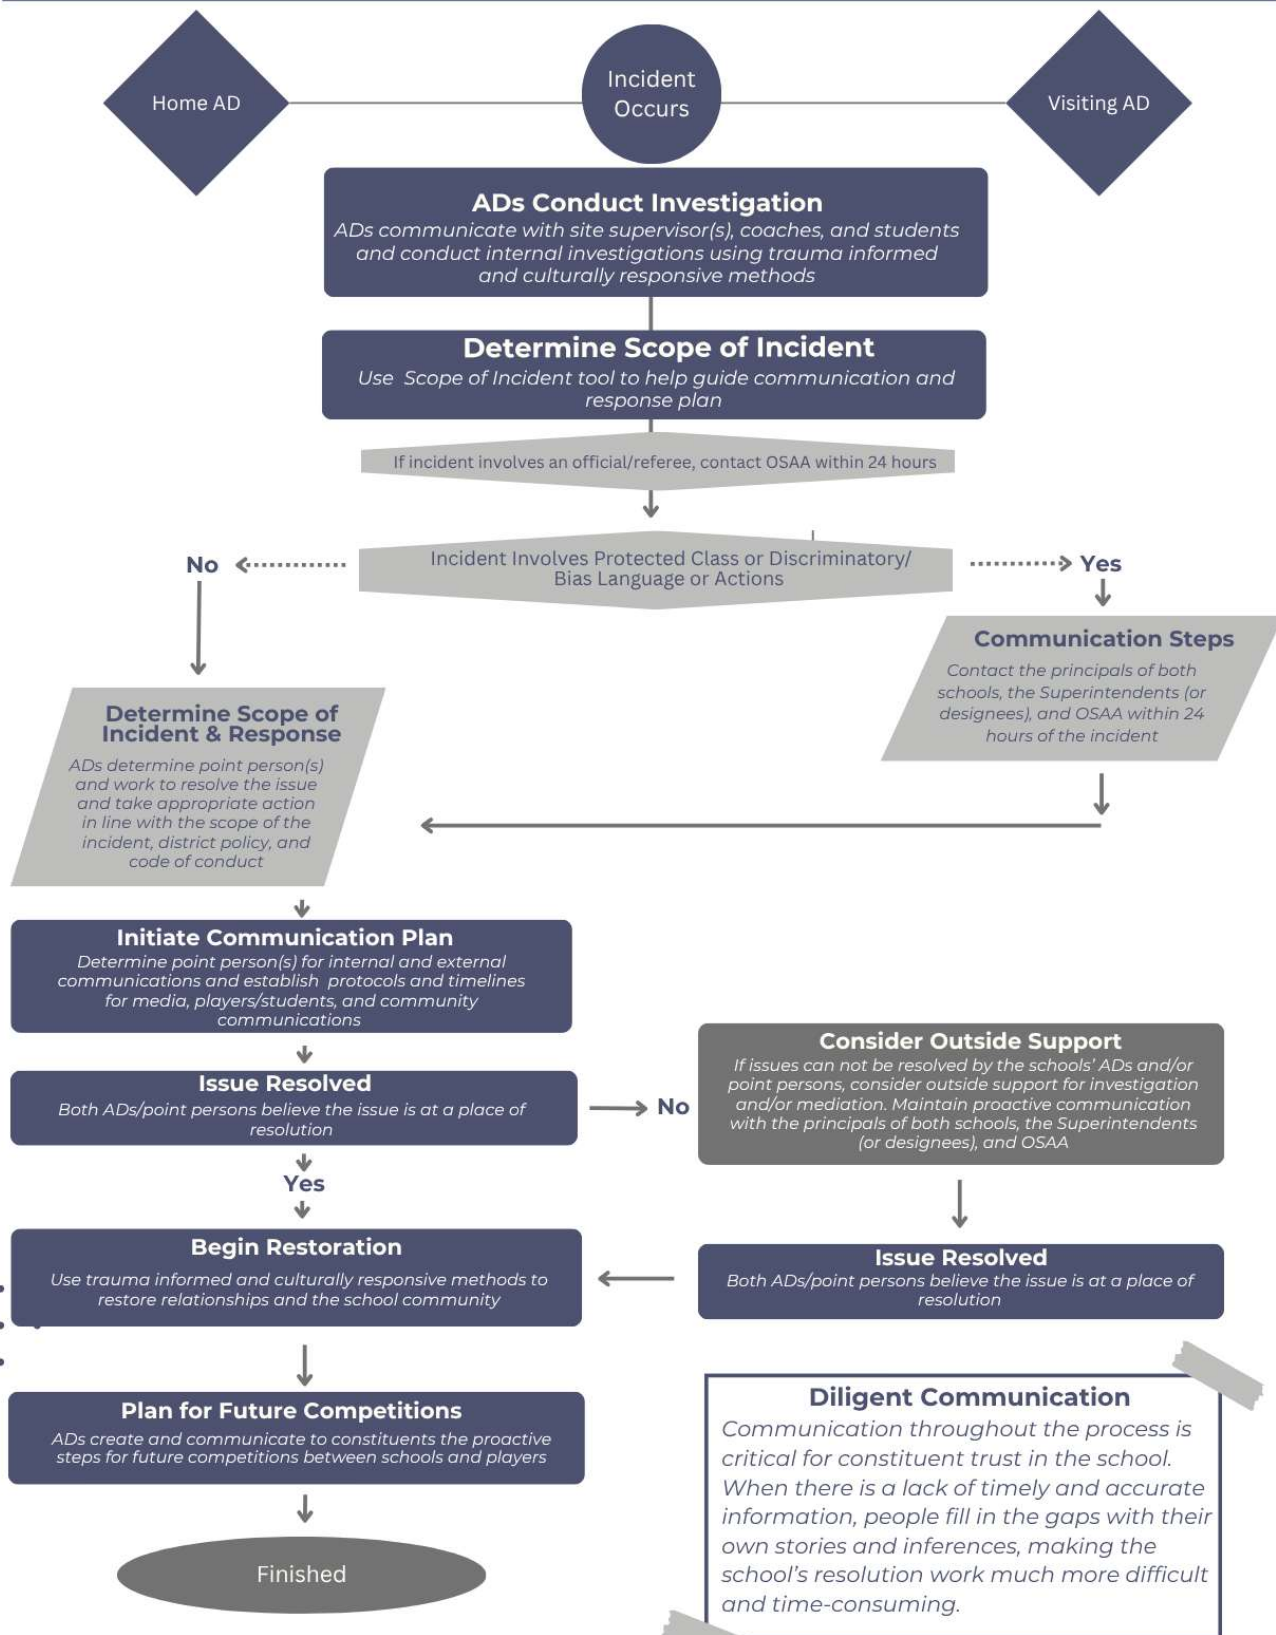 Home AD
Incident
Occurs
Visiting AD
ADs Conduct Investigation
ADs communicate with site supervisor(s), coaches, and students
and conduct internal investigations using trauma informed
and culturally responsive methods
Determine Scope of Incident
Use Scope of Incident tool to help guide communication and
response plan
If incident involves an official/referee, contact OSAA within 24 hours
Incident Involves Protected Class or Discriminatory/
Bias Language or Actions
No
Yes
Communication Steps
Contact the principals of both
schools, the Superintendents (or
designees), and OSAA within 24
hours of the incident
Determine Scope of
Incident & Response
ADs determine point person(s)
and work to resolve the issue
and take appropriate action
in line with the scope of the
incident, district policy, and
code of conduct
Initiate Communication Plan
Determine point person(s) for internal and external
communications and establish protocols and timelines
for media, players/students, and community
communications
Issue Resolved
Both ADs/point persons believe the issue is at a place of
resolution
No
Consider Outside Support
If issues can not be resolved by the schools' ADs and/or
point persons, consider outside support for investigation
and/or mediation. Maintain proactive communication
with the principals of both schools, the Superintendents
(or designees), and OSAA
Yes
Begin Restoration
Use trauma informed and culturally responsive methods to
restore relationships and the school community
Issue Resolved
Both ADs/point persons believe the issue is at a place of
resolution
Plan for Future Competitions
ADs create and communicate to constituents the proactive
steps for future competitions between schools and players
Finished
Diligent Communication
Communication throughout the process is
critical for constituent trust in the school.
When there is a lack of timely and accurate
information, people fill in the gaps with their
own stories and inferences, making the
school's resolution work much more difficult
and time-consuming.